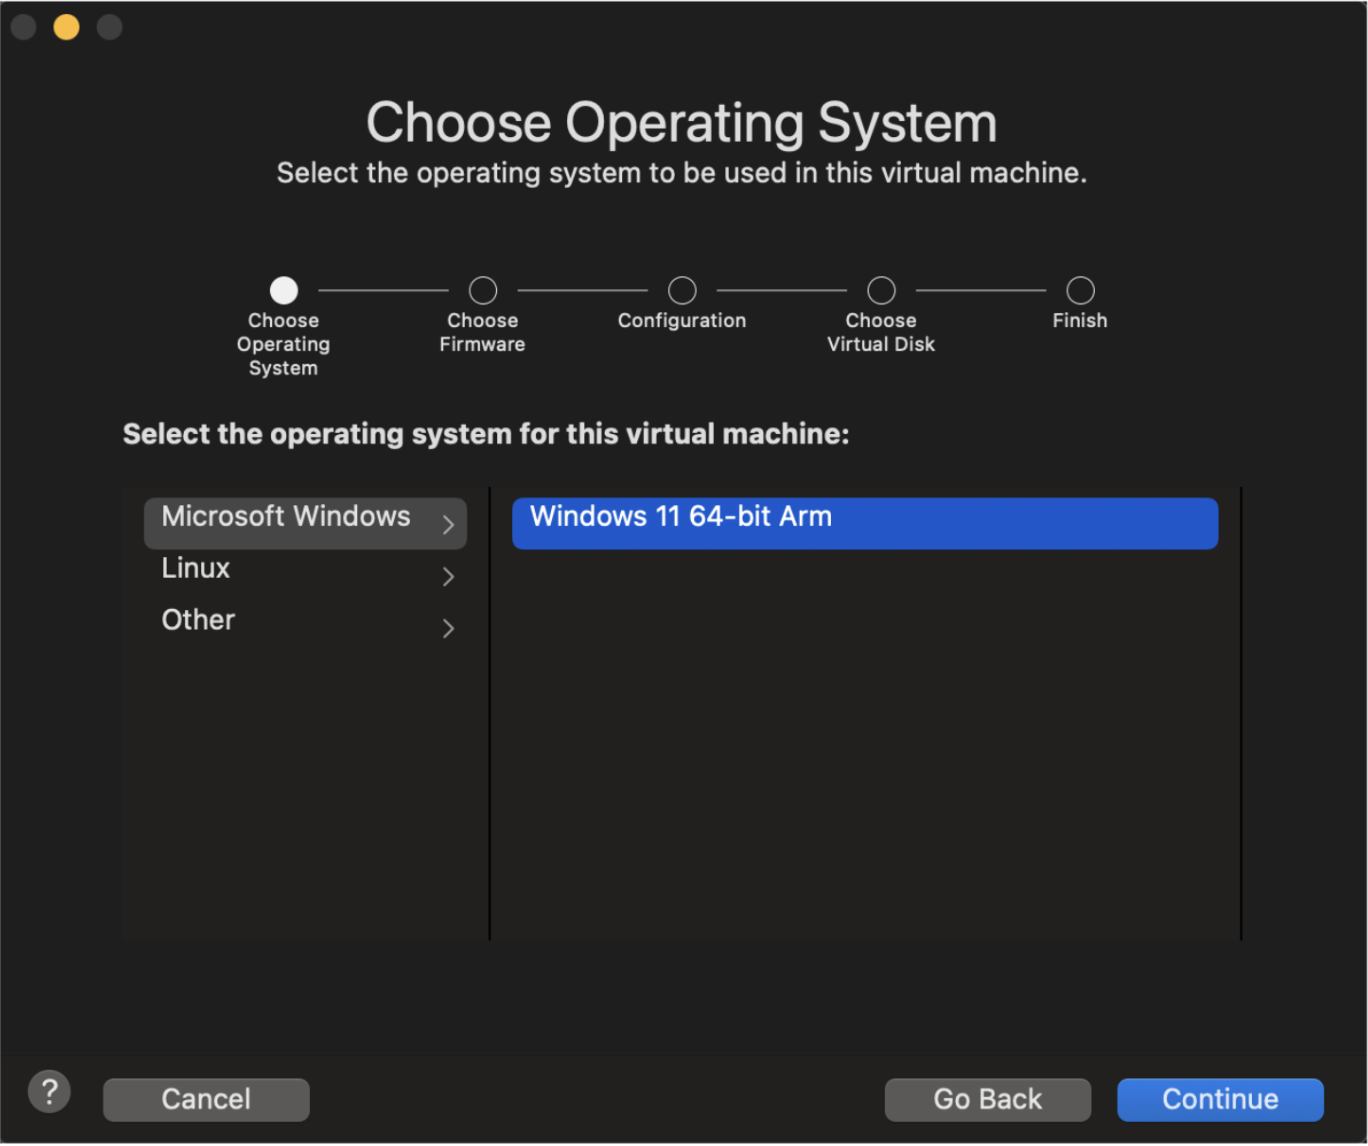 Choose Operating System
Select the operating system to be used in this virtual machine.
Choose
Operating
System
Choose
Firmware
Configuration
Choose
Virtual Disk
Finish
Select the operating system for this virtual machine:
Microsoft Windows
Linux
Other
Windows 11 64-bit Arm
?
Cancel
Go Back
Continue